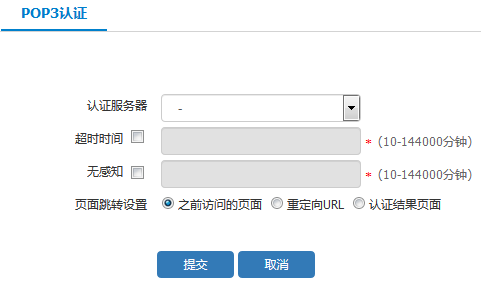 POP3认证
认证服务器 -
超时时间 * (10-144000分钟)
无感知 * (10-144000分钟)
页面跳转设置 之前访问的页面 重定向URL 认证结果页面
提交 取消